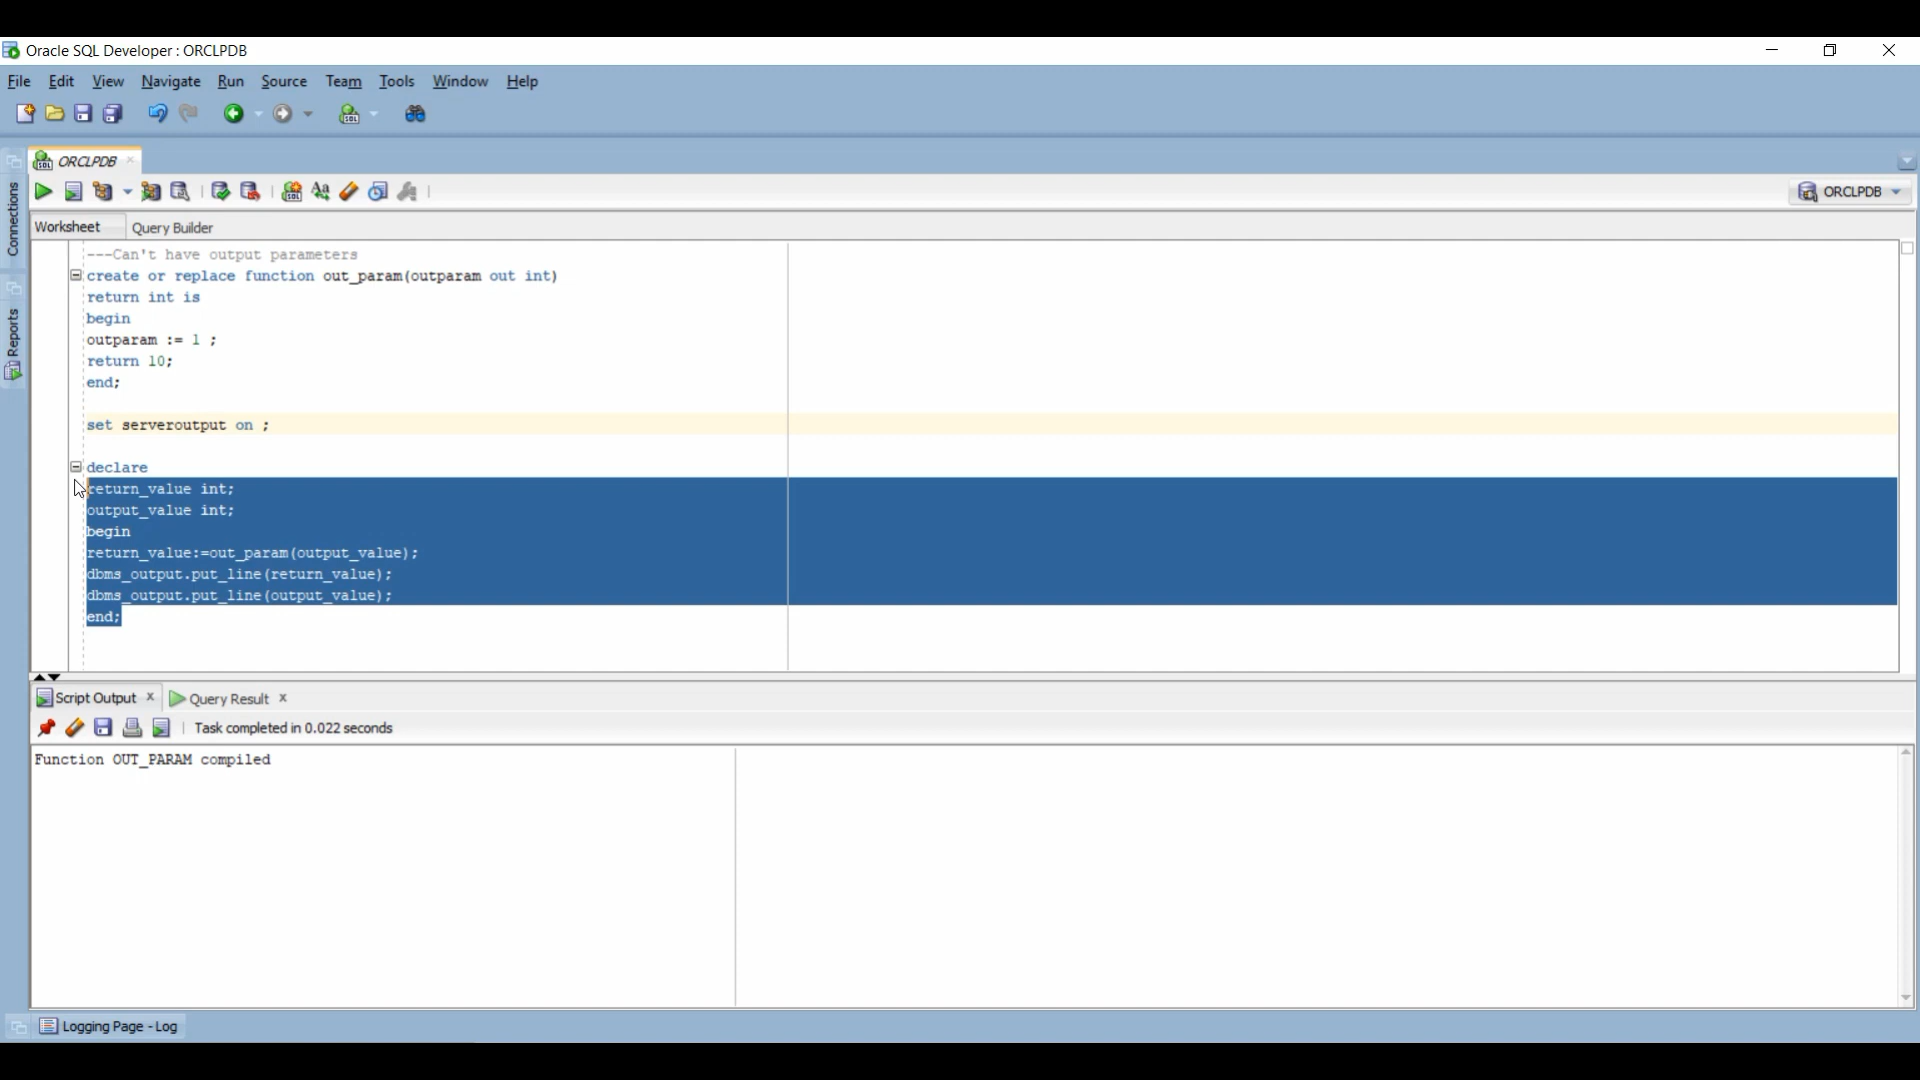 Oracle SQL Developer : ORCLPDB
File Edit View Navigate Run Source Team Tools Window Help
ORCLPDB
ORCLPDB
Connections
Reports
Worksheet Query Builder
---Can't have output parameters
create or replace function out_param(outparam out int)
return int is
begin
outparam := 1 ;
return 10;
end;
set serveroutput on ;
declare
return_value int;
output_value int;
begin
return_value:=out_param(output_value);
dbms_output.put_line(return_value);
dbms_output.put_line(output_value);
end;
Script Output Query Result
Task completed in 0.022 seconds
Function OUT_PARAM compiled
Logging Page - Log